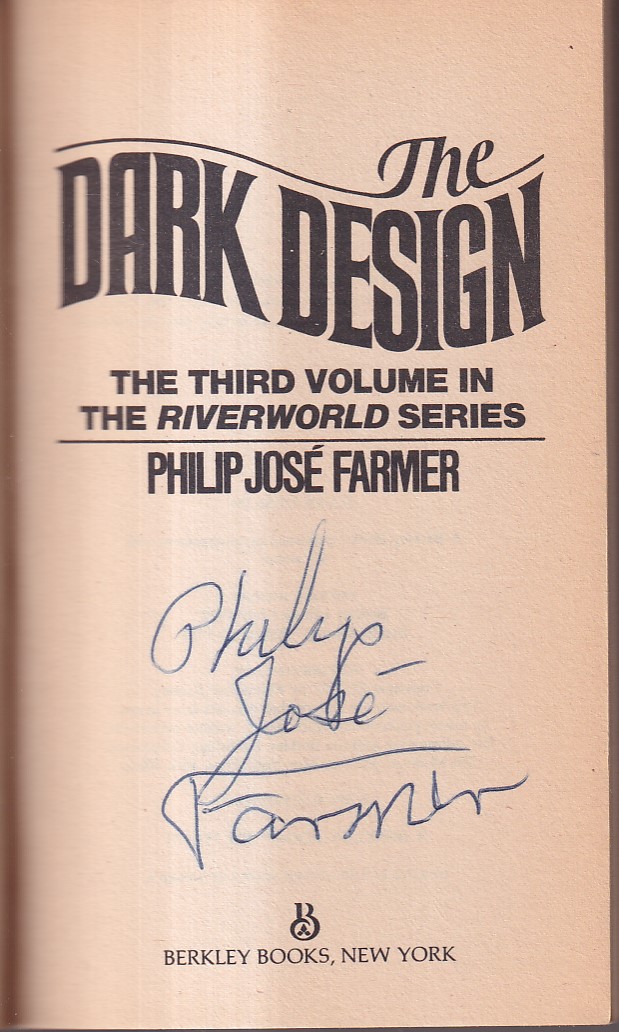 The
DARK DESIGN
THE THIRD VOLUME IN
THE RIVERWORLD SERIES
PHILIP JOSÉ FARMER
Philip
José
Farmer
B
BERKLEY BOOKS, NEW YORK